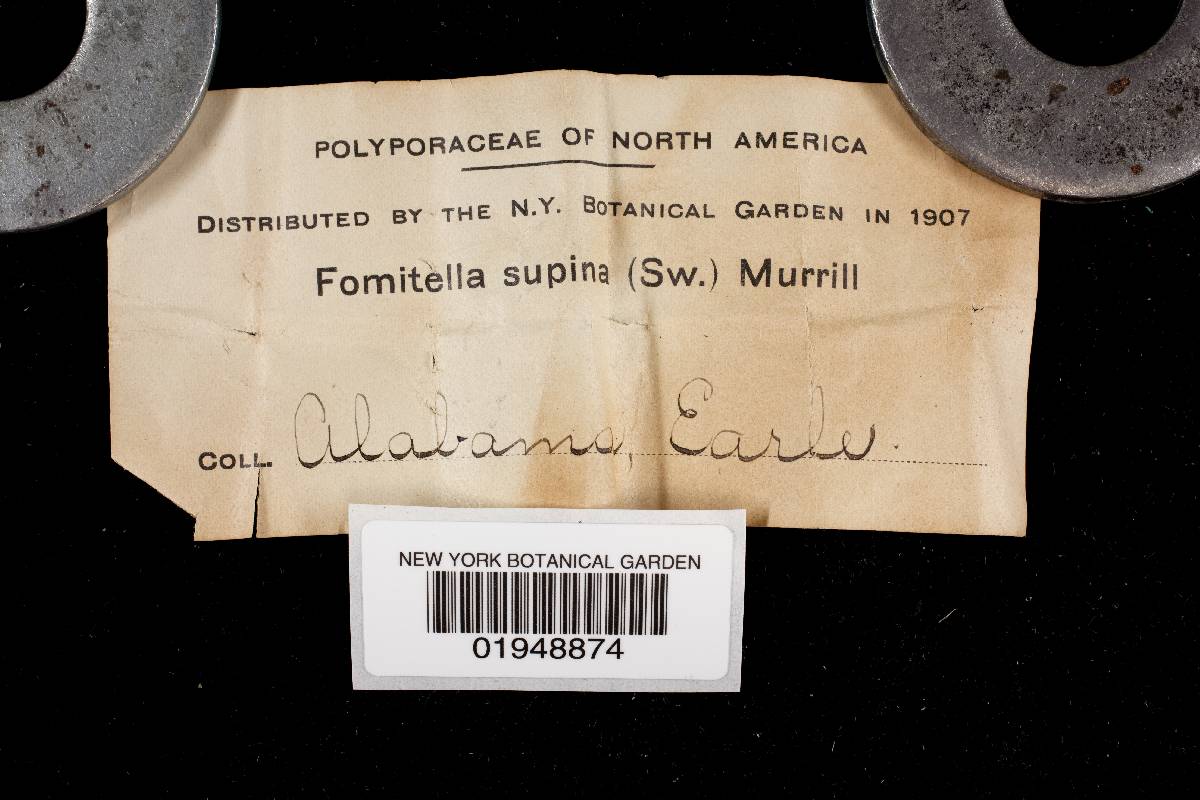 POLYPORACEAE OF NORTH AMERICA
DISTRIBUTED BY THE N.Y. BOTANICAL GARDEN IN 1907
Fomitella supina (Sw.) Murrill
COLL. Alabama, Earle.
NEW YORK BOTANICAL GARDEN
01948874